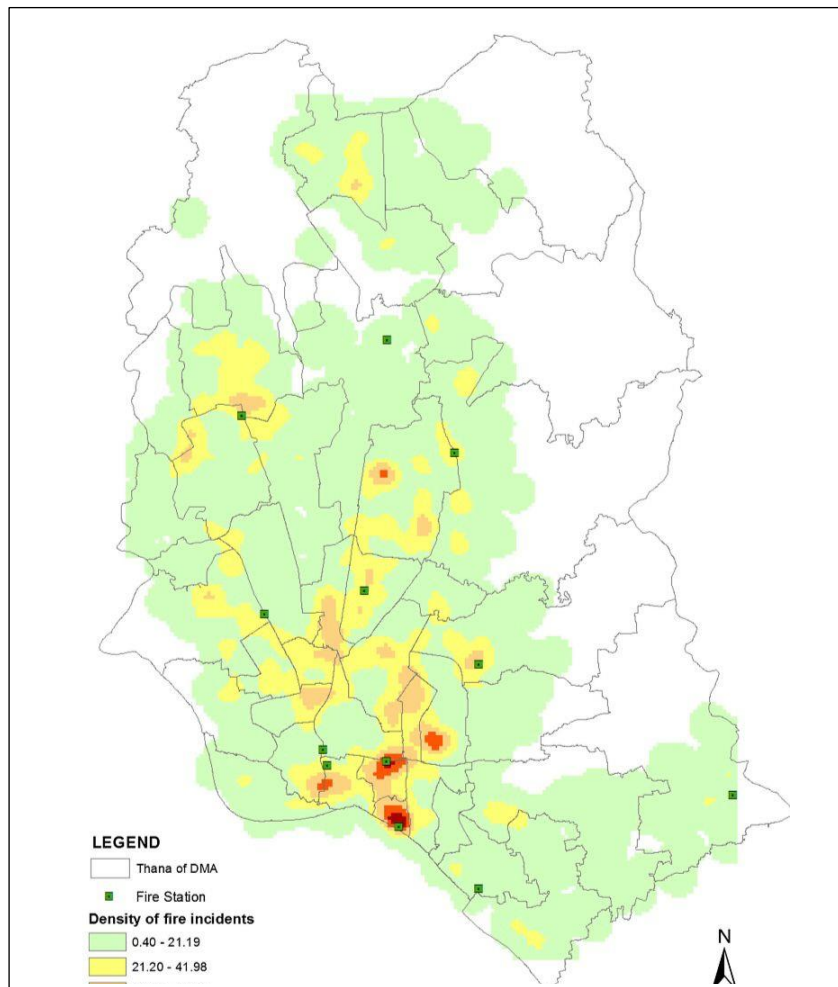 LEGEND
Thana of DMA
Fire Station
Density of fire incidents
0.40 - 21.19
21.20 - 41.98
N